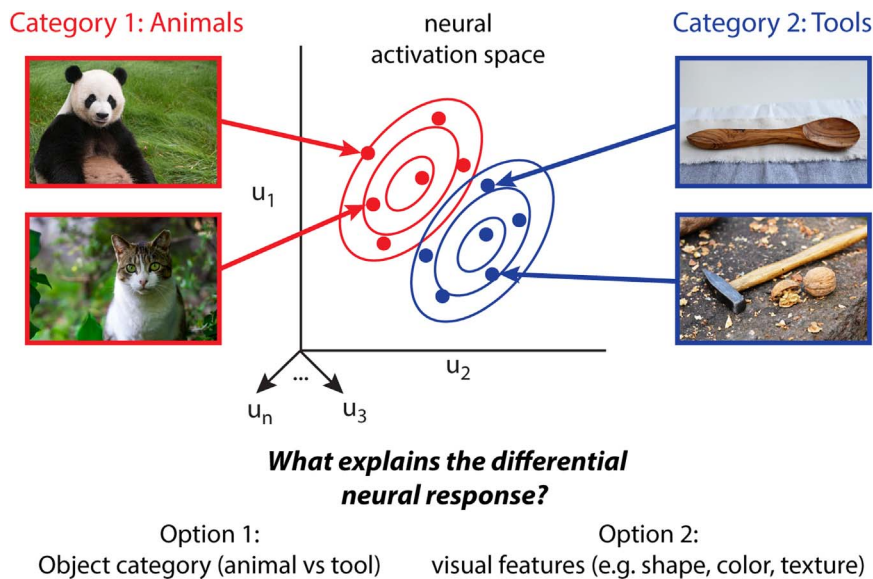 Category 1: Animals
neural
activation space
Category 2: Tools
u1
u2
...
un
u3
What explains the differential
neural response?
Option 1:
Object category (animal vs tool)
Option 2:
visual features (e.g. shape, color, texture)